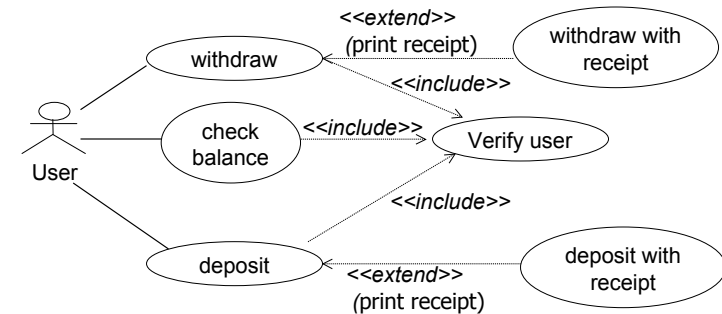 <<extend>>
(print receipt)
withdraw with
receipt
withdraw
<<include>>
check
balance
<<include>>
Verify user
User
<<include>>
deposit
<<extend>>
(print receipt)
deposit with
receipt